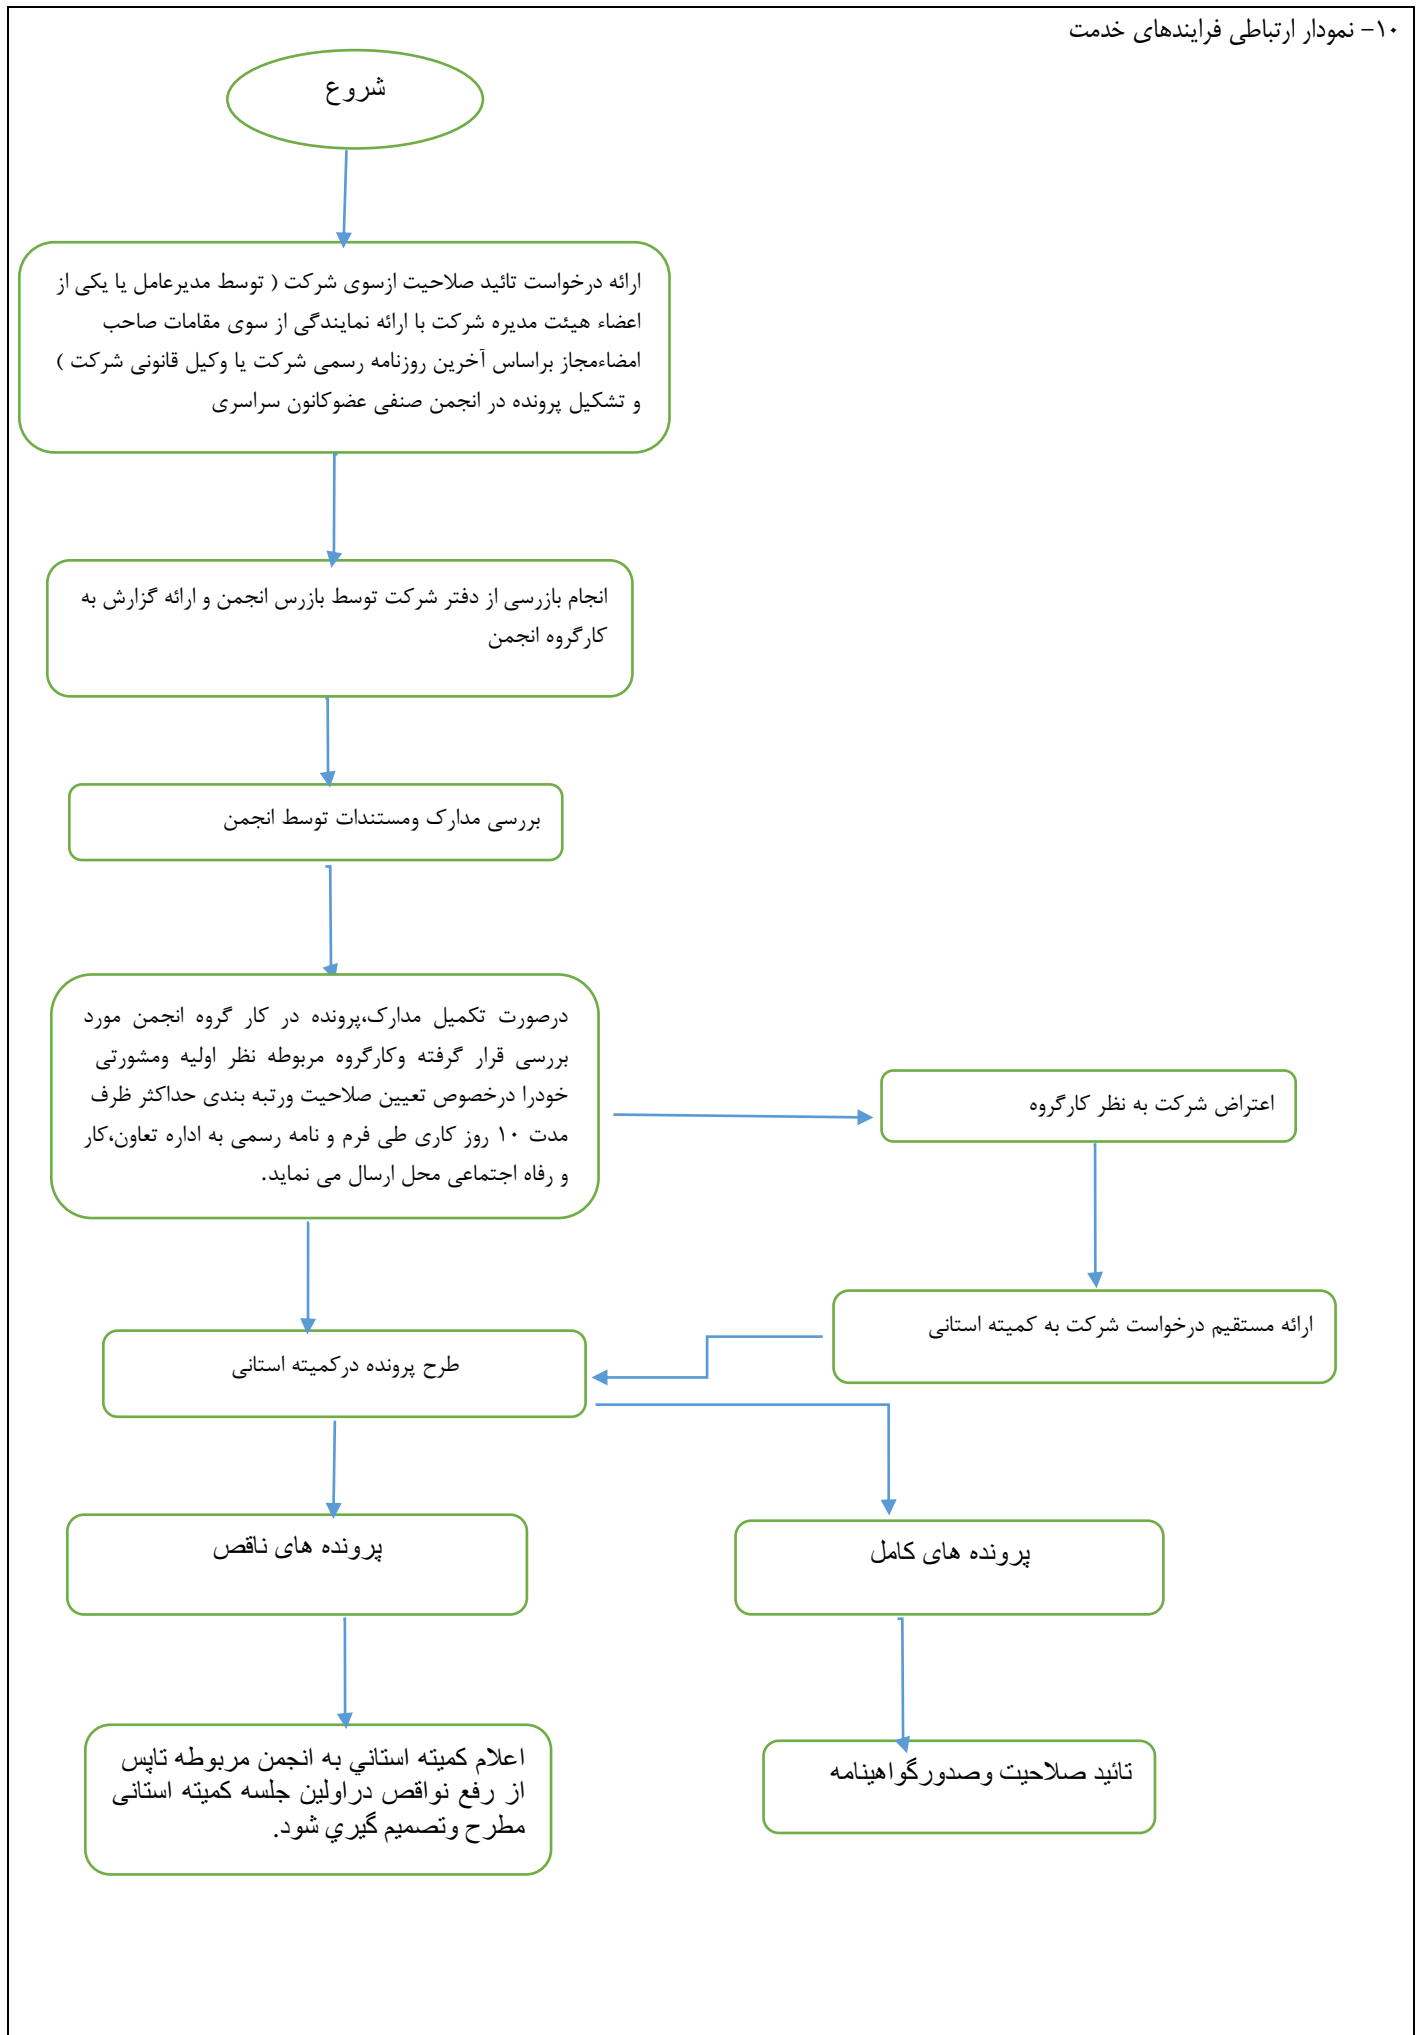 ۱۰- نمودار ارتباطی فرایندهای خدمت
شروع
ارائه درخواست تائید صلاحیت ازسوی شرکت ( توسط مدیرعامل یا یکی از
اعضاء هیئت مدیره شرکت با ارائه نمایندگی از سوی مقامات صاحب
امضاءمجاز براساس آخرین روزنامه رسمی شرکت یا وکیل قانونی شرکت )
و تشکیل پرونده در انجمن صنفی عضوکانون سراسری
انجام بازرسی از دفتر شرکت توسط بازرس انجمن و ارائه گزارش به
کارگروه انجمن
بررسی مدارک ومستندات توسط انجمن
درصورت تکمیل مدارک،پرونده در کار گروه انجمن مورد
بررسی قرار گرفته وکارگروه مربوطه نظر اولیه ومشورتی
خودرا درخصوص تعیین صلاحیت ورتبه بندی حداکثر ظرف
مدت ۱۰ روز کاری طی فرم و نامه رسمی به اداره تعاون،کار
و رفاه اجتماعی محل ارسال می نماید.
اعتراض شرکت به نظر کارگروه
ارائه مستقیم درخواست شرکت به کمیته استانی
طرح پرونده درکمیته استانی
پرونده های ناقص
پرونده های کامل
اعلام کمیته استاني به انجمن مربوطه تاپس
از رفع نواقص دراولین جلسه کمیته استانی
مطرح وتصمیم گیري شود.
تائید صلاحیت وصدورگواهینامه